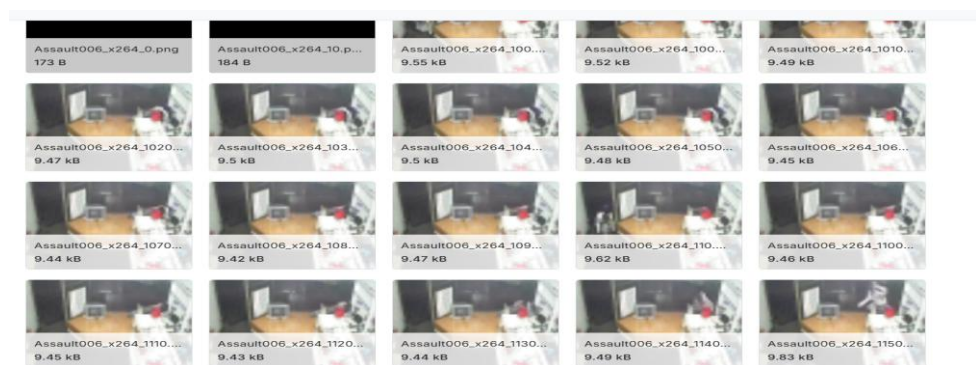 Assault006_x264_0.png
173 B
Assault006_x264_10.p...
184 B
Assault006_x264_100....
9.55 kB
Assault006_x264_100...
9.52 kB
Assault006_x264_1010...
9.49 kB
Assault006_x264_1020...
9.47 kB
Assault006_x264_103...
9.5 kB
Assault006_x264_104...
9.5 kB
Assault006_x264_1050...
9.48 kB
Assault006_x264_106...
9.45 kB
Assault006_x264_1070...
9.44 kB
Assault006_x264_108...
9.42 kB
Assault006_x264_109...
9.47 kB
Assault006_x264_110....
9.62 kB
Assault006_x264_1100...
9.46 kB
Assault006_x264_1110....
9.45 kB
Assault006_x264_1120...
9.43 kB
Assault006_x264_1130...
9.44 kB
Assault006_x264_1140...
9.49 kB
Assault006_x264_1150...
9.83 kB